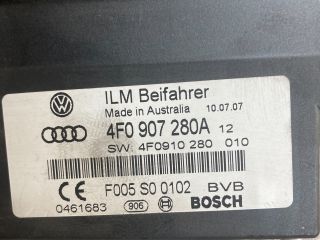 ILM Beifahrer
Made in Australia 10.07.07
4F0 907 280A 12
SW: 4F0910 280 010
F005 S0 0102 BVB
0461683 906 BOSCH